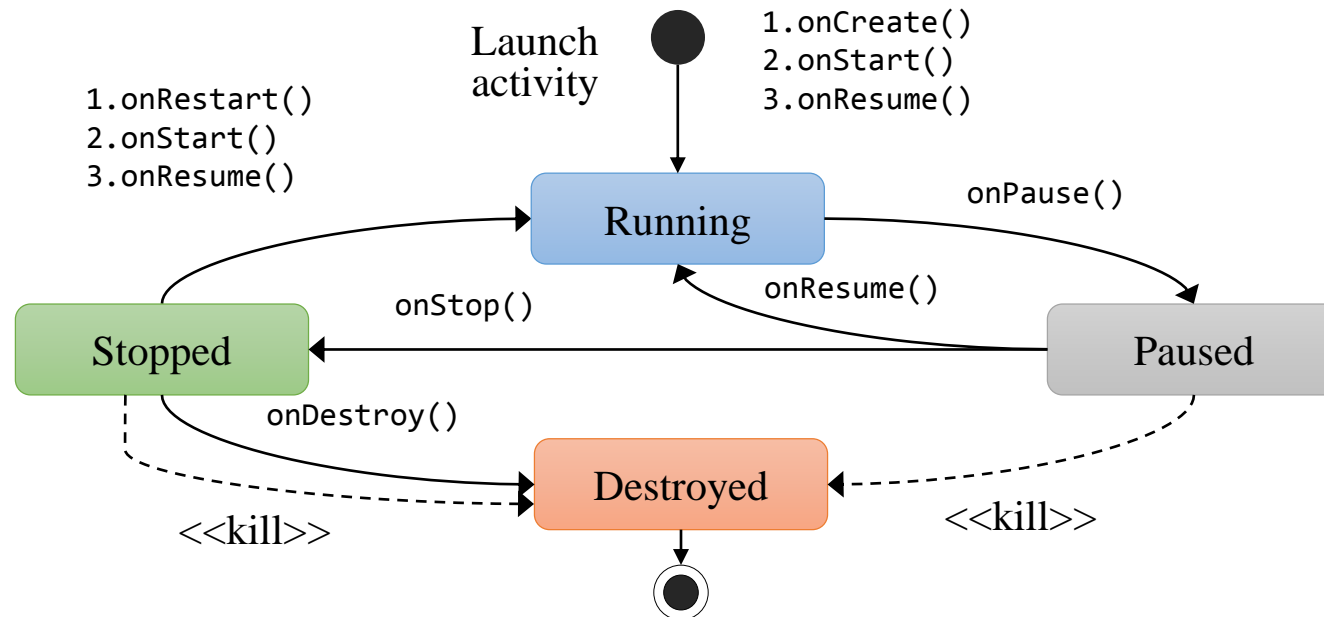 Launch
activity
1.onCreate()
2.onStart()
3.onResume()
1.onRestart()
2.onStart()
3.onResume()
Running
onPause()
onResume()
onStop()
Stopped
Paused
onDestroy()
Destroyed
<<kill>>
<<kill>>